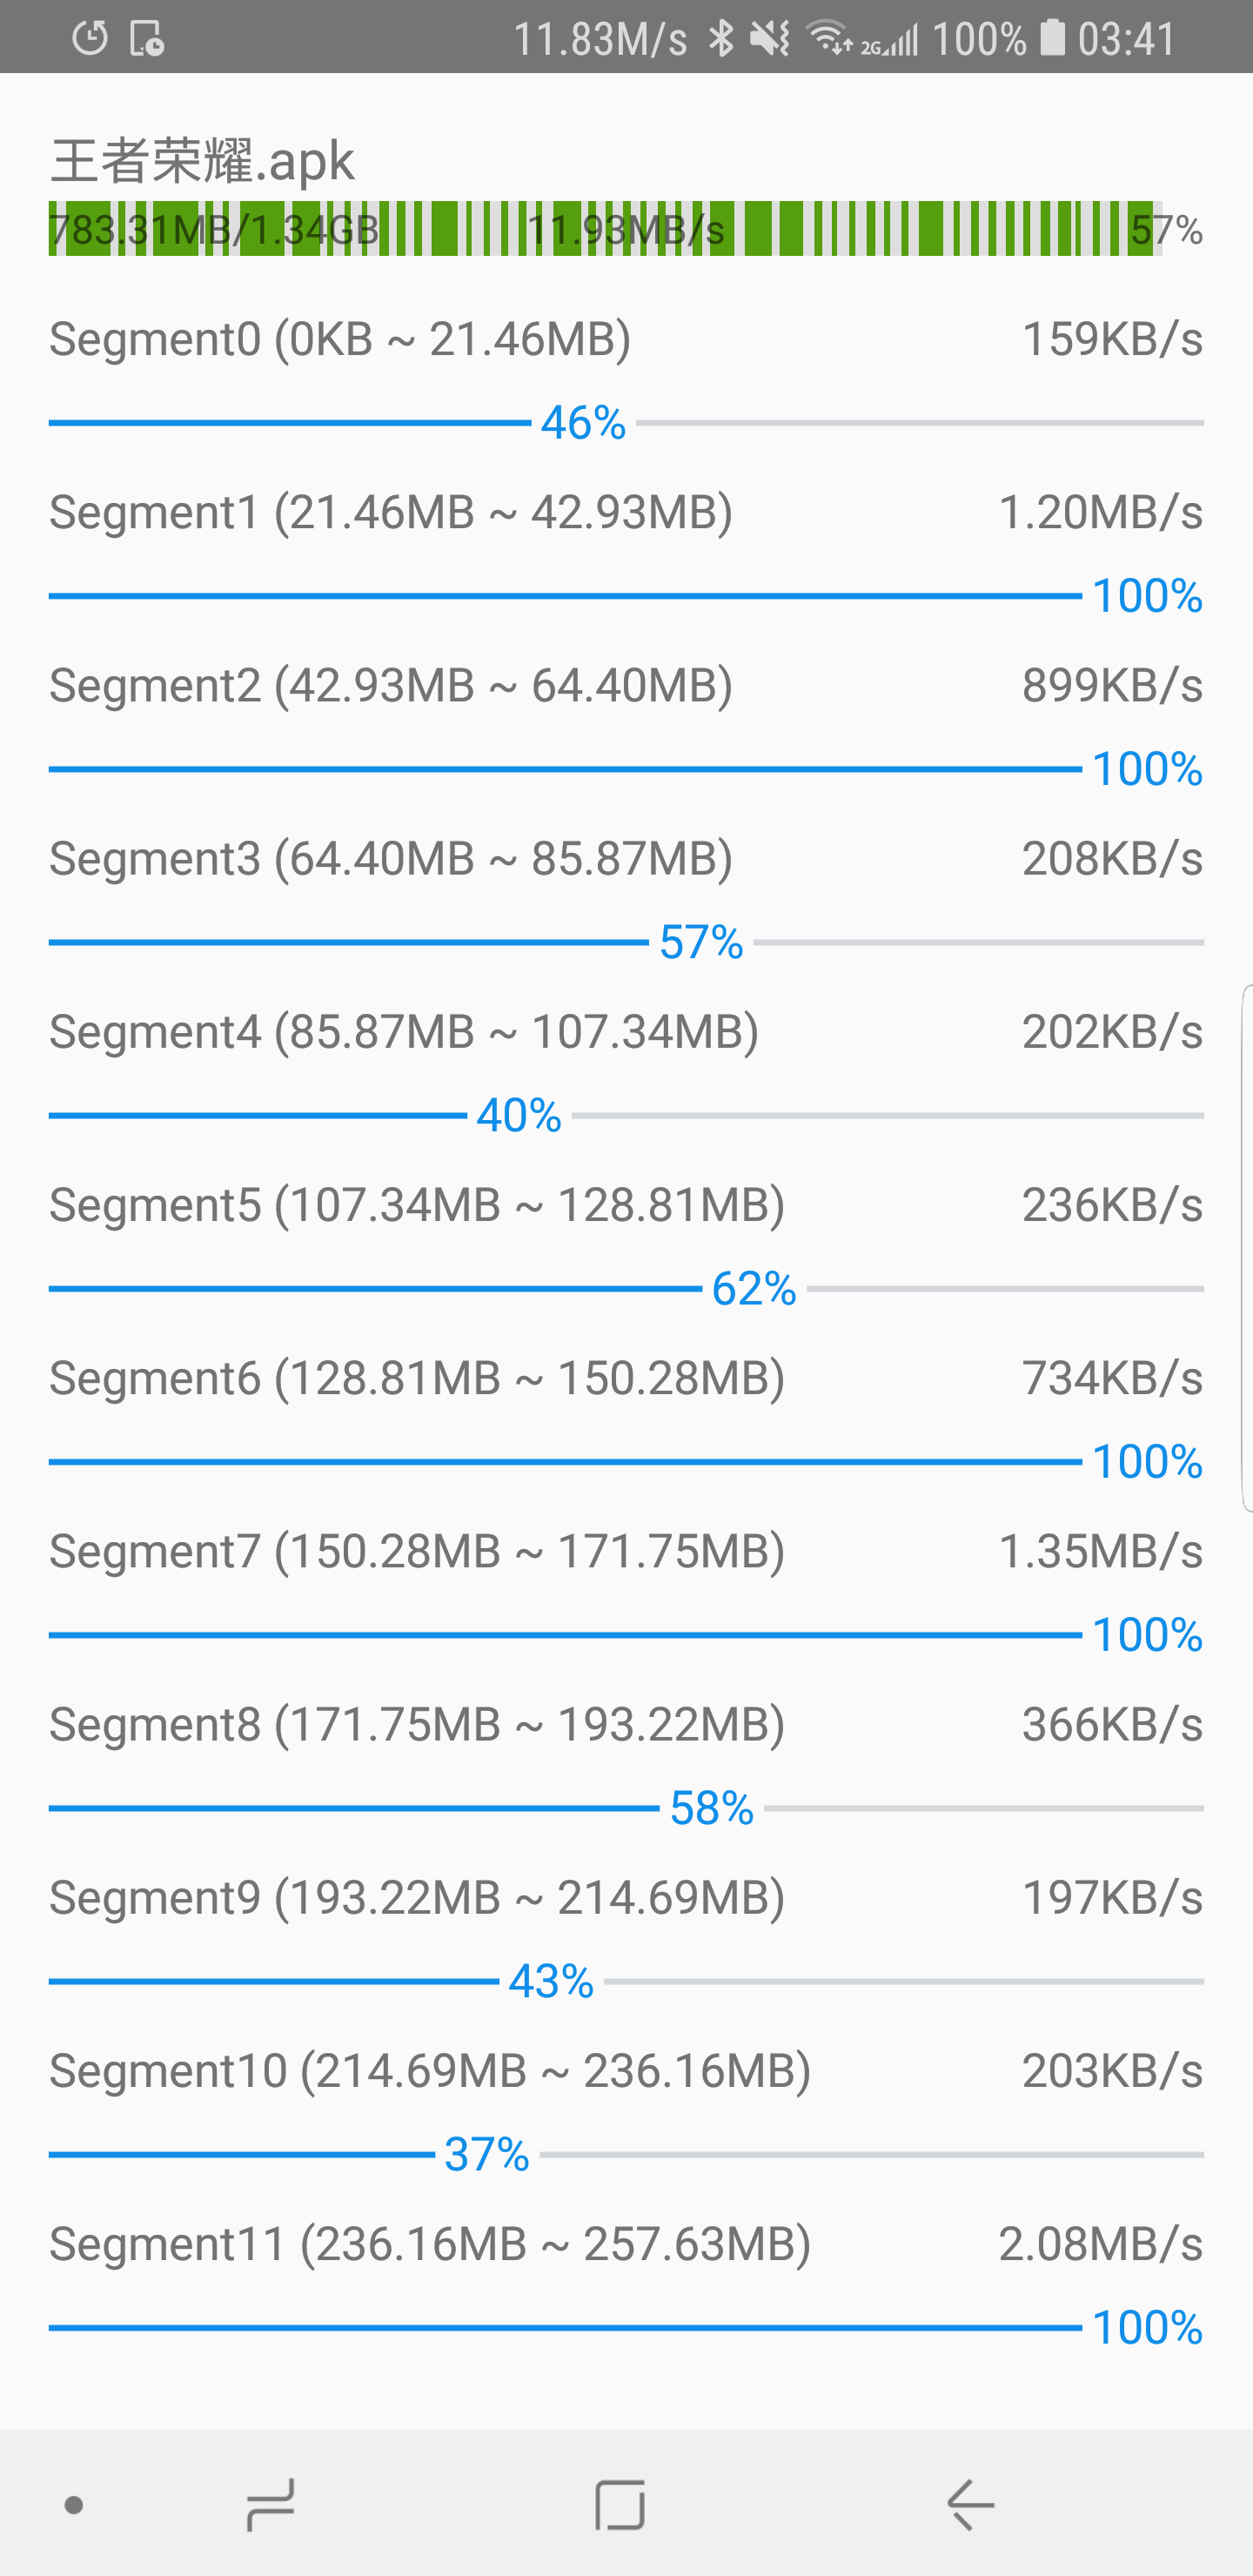 11.83M/s 2G 100% 03:41
王者荣耀.apk
783.31MB/1.34GB 11.93MB/s 57%
Segment0 (0KB ~ 21.46MB) 159KB/s
46%
Segment1 (21.46MB ~ 42.93MB) 1.20MB/s
100%
Segment2 (42.93MB ~ 64.40MB) 899KB/s
100%
Segment3 (64.40MB ~ 85.87MB) 208KB/s
57%
Segment4 (85.87MB ~ 107.34MB) 202KB/s
40%
Segment5 (107.34MB ~ 128.81MB) 236KB/s
62%
Segment6 (128.81MB ~ 150.28MB) 734KB/s
100%
Segment7 (150.28MB ~ 171.75MB) 1.35MB/s
100%
Segment8 (171.75MB ~ 193.22MB) 366KB/s
58%
Segment9 (193.22MB ~ 214.69MB) 197KB/s
43%
Segment10 (214.69MB ~ 236.16MB) 203KB/s
37%
Segment11 (236.16MB ~ 257.63MB) 2.08MB/s
100%